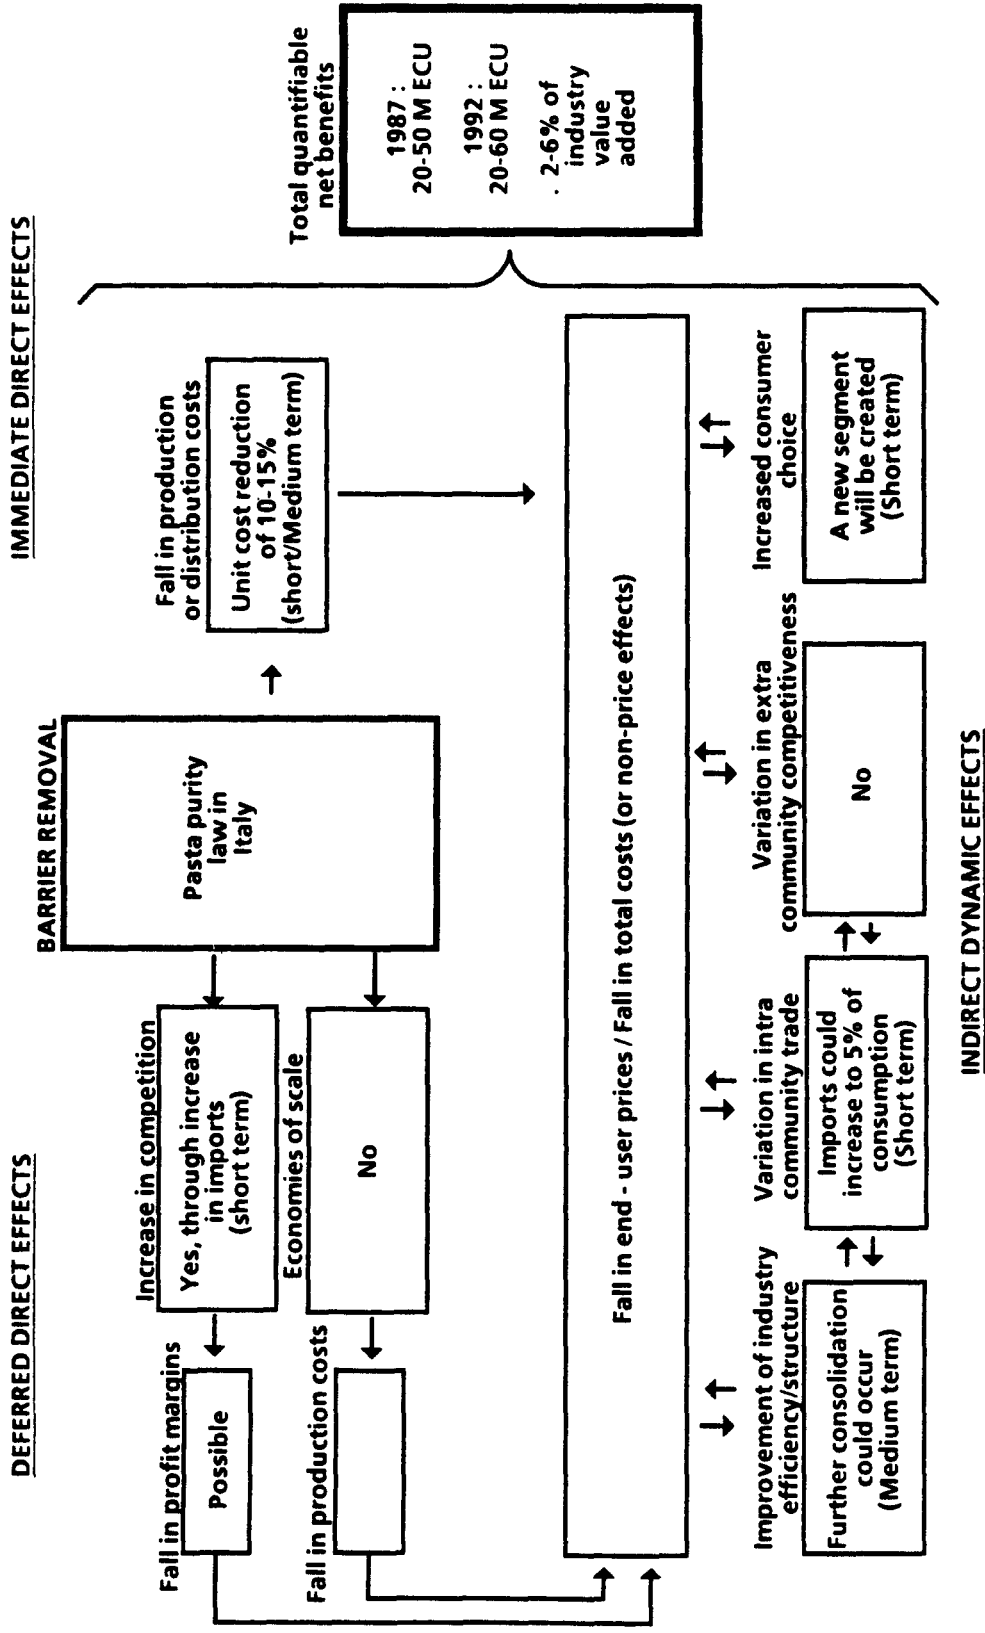 DEFERRED DIRECT EFFECTS
IMMEDIATE DIRECT EFFECTS
BARRIER REMOVAL
Pasta purity
law in
Italy
Fall in profit margins
Possible
Increase in competition
Yes, through increase
in imports
(short term)
Fall in production costs
Economies of scale
No
Fall in production
or distribution costs
Unit cost reduction
of 10-15%
(short/Medium term)
Total quantifiable
net benefits
1987 :
20-50 M ECU
1992 :
20-60 M ECU
. 2-6% of
industry
value
added
Fall in end - user prices / Fall in total costs (or non-price effects)
Improvement of industry
efficiency/structure
Further consolidation
could occur
(Medium term)
Variation in intra
community trade
Imports could
increase to 5% of
consumption
(Short term)
Variation in extra
community competitiveness
No
Increased consumer
choice
A new segment
will be created
(Short term)
INDIRECT DYNAMIC EFFECTS